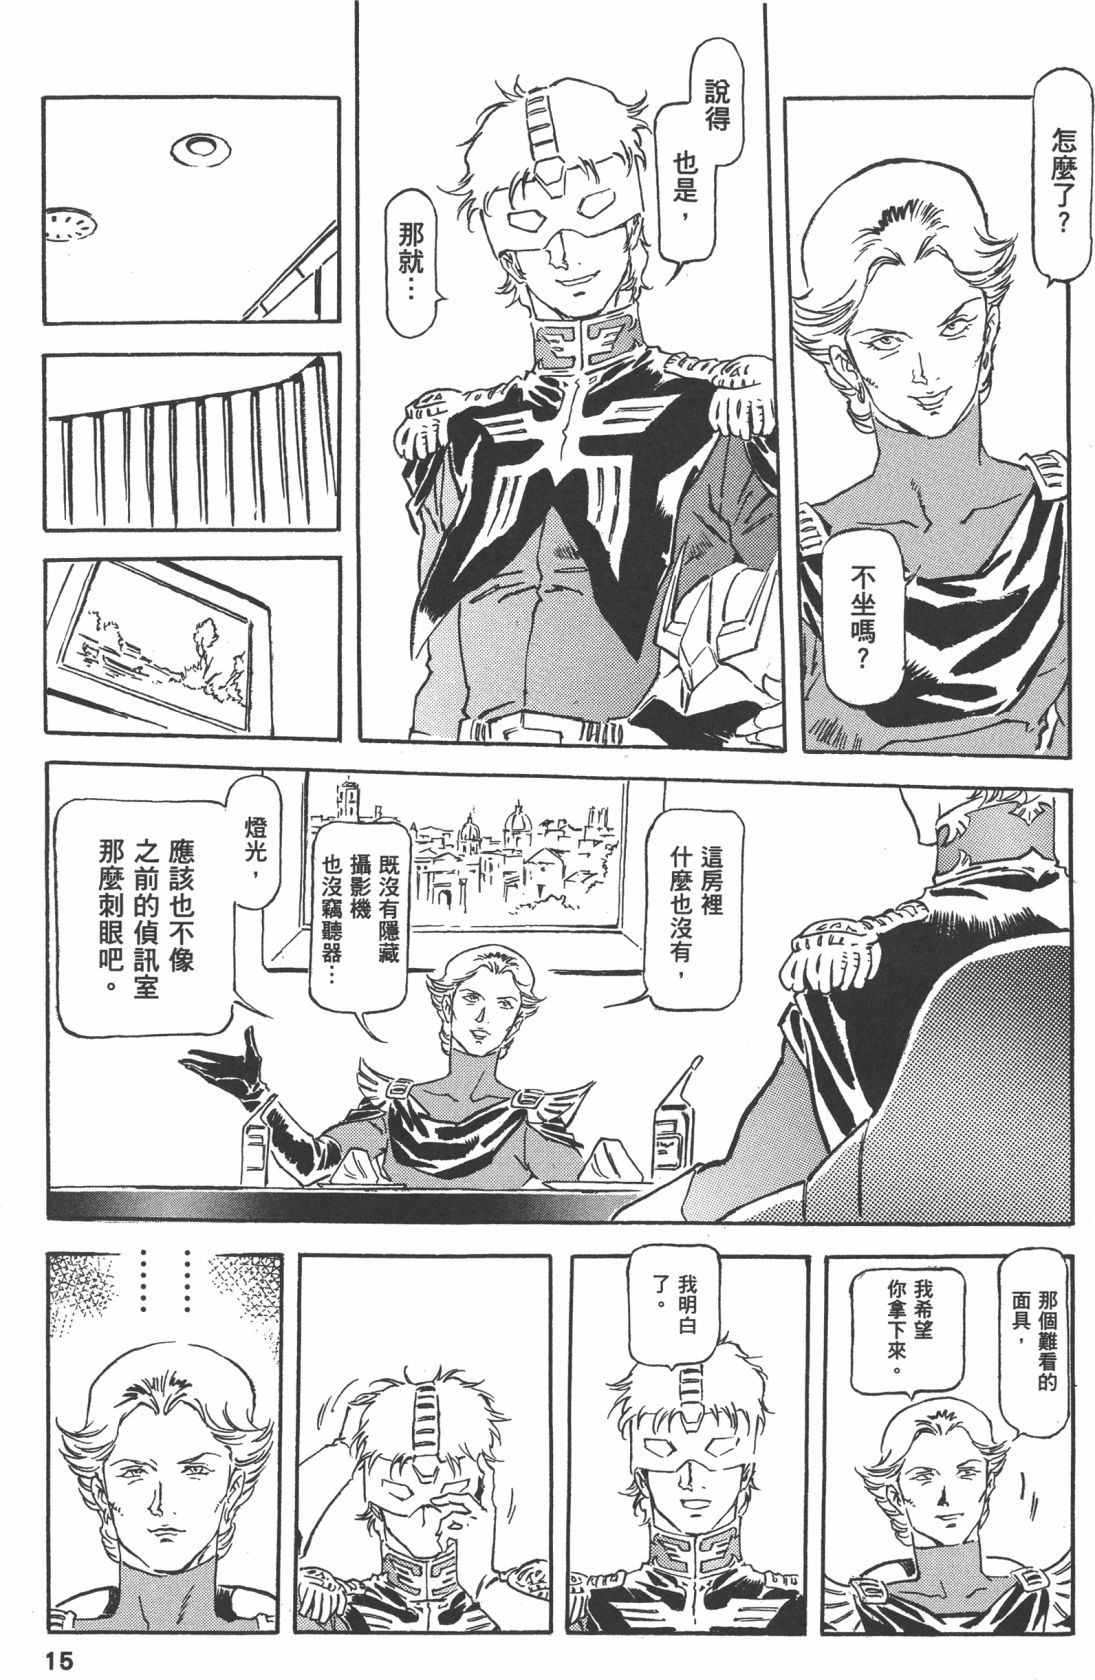 怎麼了?
不坐嗎?
說得
也是，
那就…
這房裡
什麼也沒有，
既沒有隱藏
攝影機
也沒竊聽器…
燈光，
應該也不像
之前的偵訊室
那麼刺眼吧。
那個難看的
面具，
我希望
你拿下來。
我明白
了。
……
……
15